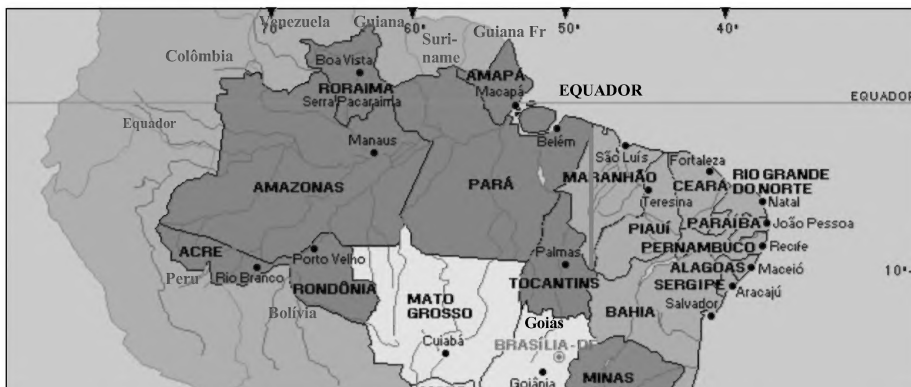 Venezuela
Guiana
70°
60°
50°
40°
Suri-
name
Guiana Fr
Colômbia
Boa Vista
RORAIMA
Serra Pacaraima
AMAPÁ
Macapá
EQUADOR
EQUADOR
Equador
Manaus
Belém
São Luís
Fortaleza
MARANHÃO
CEARÁ
RIO GRANDE
DO NORTE
AMAZONAS
PARÁ
Teresina
Natal
PIAUÍ
PARAÍBA
João Pessoa
PERNAMBUCO
Recife
ACRE
Porto Velho
Palmas
Peru
Rio Branco
ALAGOAS
Maceió
10°
RONDÔNIA
TOCANTINS
SERGIPE
Aracajú
MATO
GROSSO
Salvador
BAHIA
Bolívia
Goiás
Cuiabá
BRASÍLIA-DF
Goiânia
MINAS